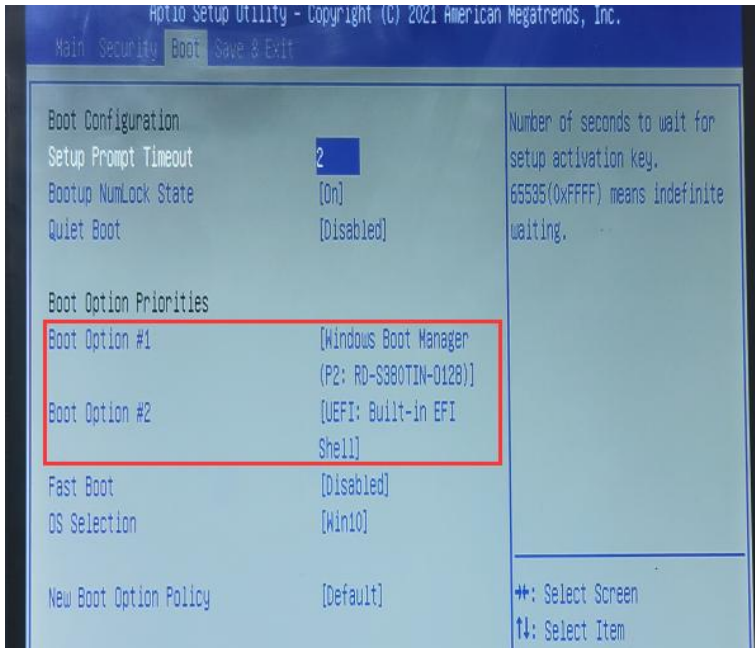 Aptio Setup Utility - Copyright (C) 2021 American Megatrends, Inc.
Main Security Boot Save & Exit
Boot Configuration
Setup Prompt Timeout 2
Bootup NumLock State [On]
Quiet Boot [Disabled]
Boot Option Priorities
Boot Option #1 [Windows Boot Manager
(P2: RD-S380TIN-0128)]
Boot Option #2 [UEFI: Built-in EFI
Shell]
Fast Boot [Disabled]
OS Selection [Win10]
New Boot Option Policy [Default]
Number of seconds to wait for
setup activation key.
65535(0xFFFF) means indefinite
waiting.
→←: Select Screen
↑↓: Select Item